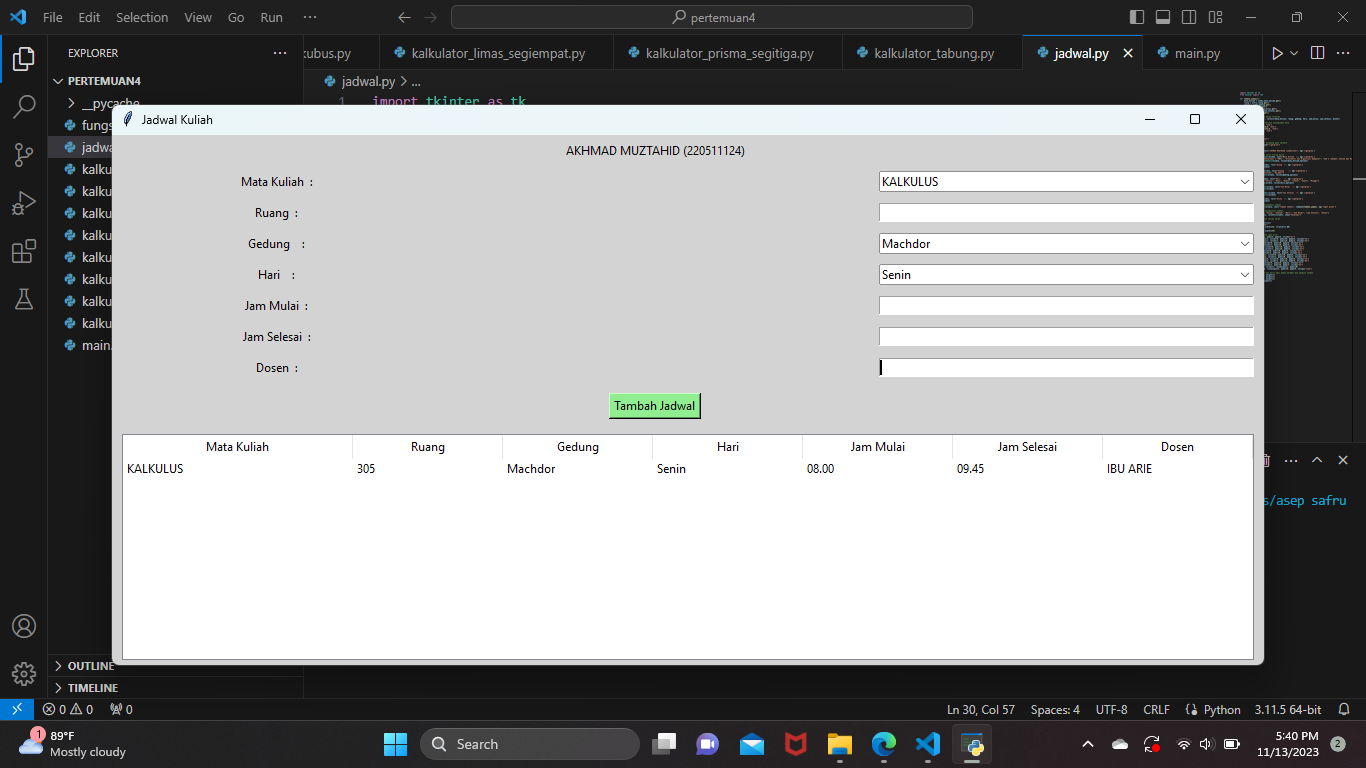 File Edit Selection View Go Run ··· pertemuan4
EXPLORER ···
kubus.py kalkulator_limas_segiempat.py kalkulator_prisma_segitiga.py kalkulator_tabung.py jadwal.py main.py ···
PERTEMUAN4
jadwal.py > ...
__pycache
1 import tkinter as tk
fungs
jadwa
kalku
kalku
kalku
kalku
kalku
kalku
kalku
kalku
main.
Jadwal Kuliah
AKHMAD MUZTAHID (220511124)
Mata Kuliah : KALKULUS
Ruang :
Gedung : Machdor
Hari : Senin
Jam Mulai :
Jam Selesai :
Dosen :
Tambah Jadwal
Mata Kuliah Ruang Gedung Hari Jam Mulai Jam Selesai Dosen
KALKULUS 305 Machdor Senin 08.00 09.45 IBU ARIE
s/asep safru
OUTLINE
TIMELINE
0 0 0 Ln 30, Col 57 Spaces: 4 UTF-8 CRLF Python 3.11.5 64-bit
1 89°F
Mostly cloudy
Search
5:40 PM
11/13/2023
2